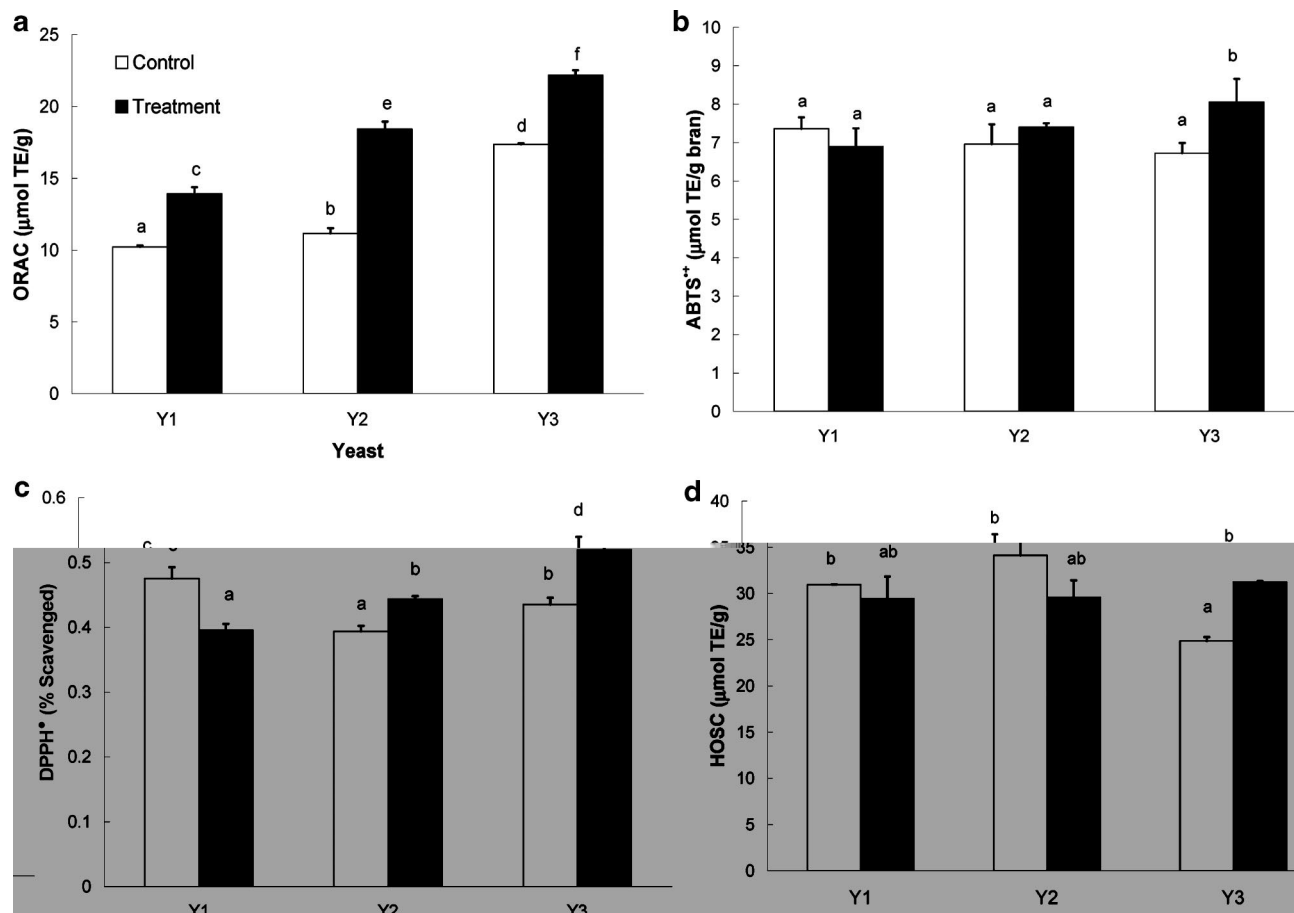 a
25
20
15
10
5
0
ORAC (μmol TE/g)
Control
Treatment
a
c
b
e
d
f
Y1
Y2
Y3
Yeast
b
10
9
8
7
6
5
4
3
2
1
0
ABTS•+ (μmol TE/g bran)
a
a
a
a
a
b
Y1
Y2
Y3
c
0.6
0.5
0.4
0.3
0.2
0.1
0
DPPH• (% Scavenged)
a
a
b
b
d
Y1
Y2
Y3
d
40
30
25
20
15
10
5
0
HOSC (μmol TE/g)
b
ab
b
ab
a
b
Y1
Y2
Y3